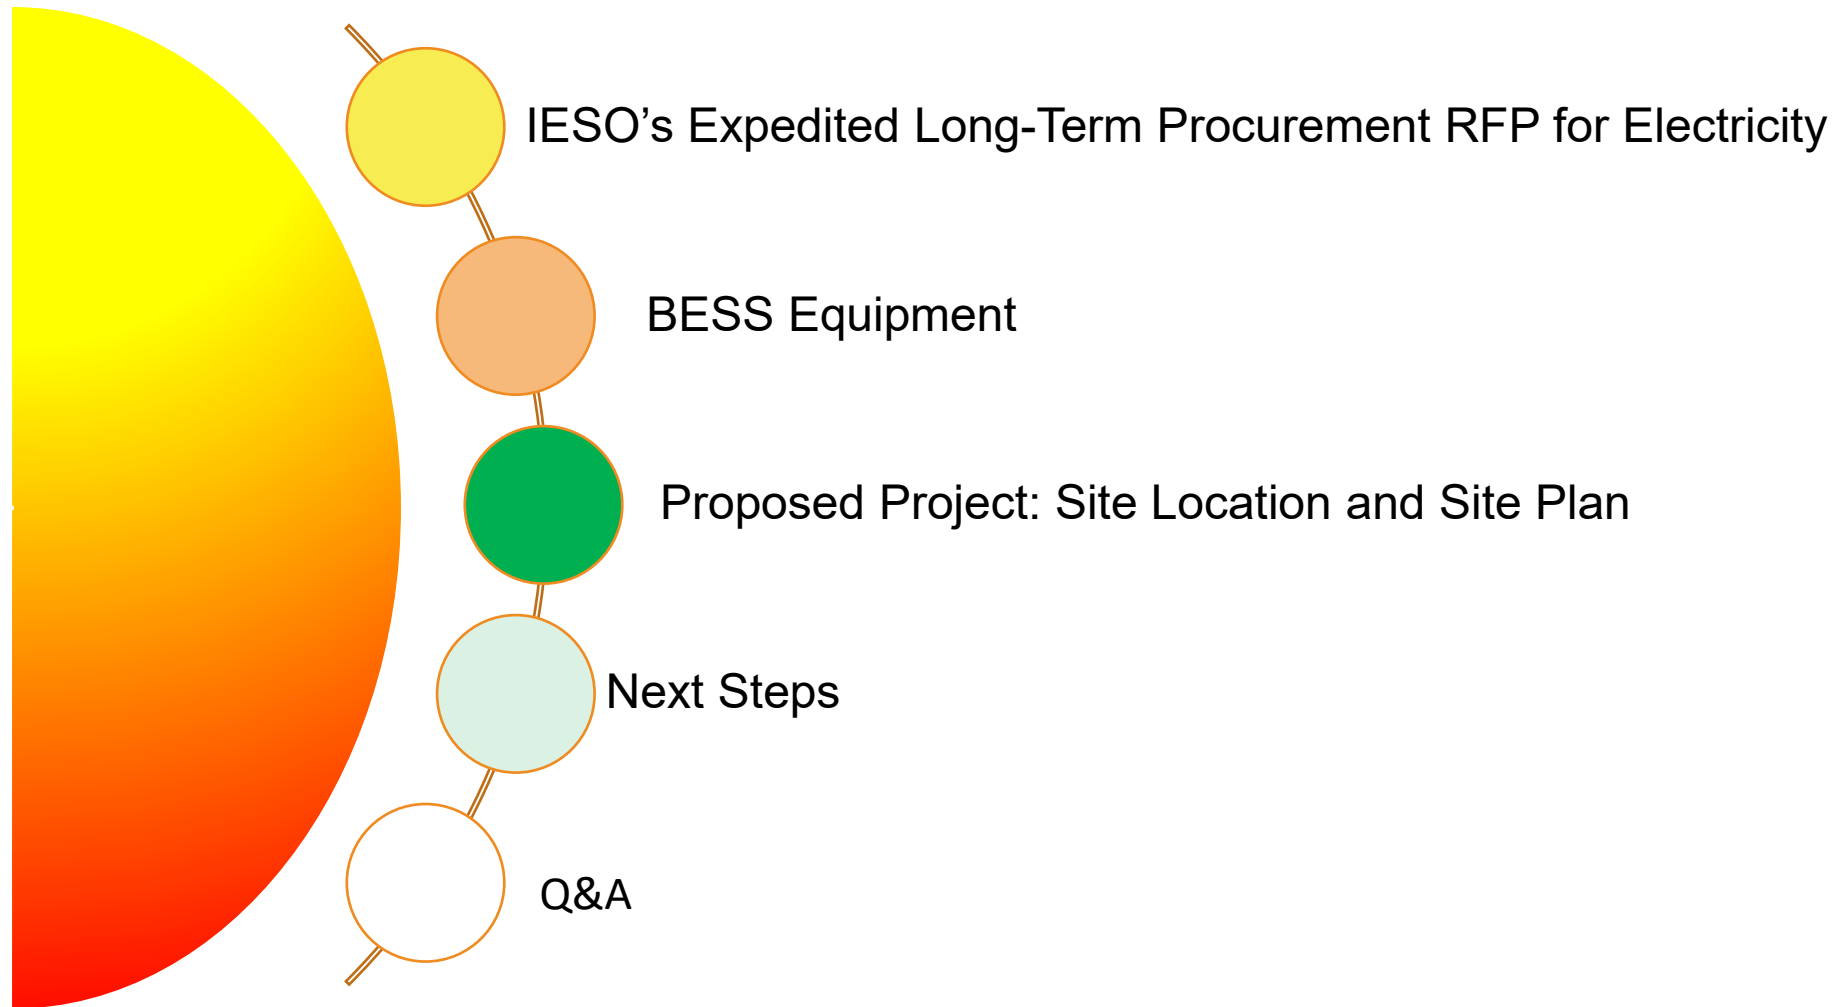 IESO’s Expedited Long-Term Procurement RFP for Electricity
BESS Equipment
Proposed Project: Site Location and Site Plan
Next Steps
Q&A